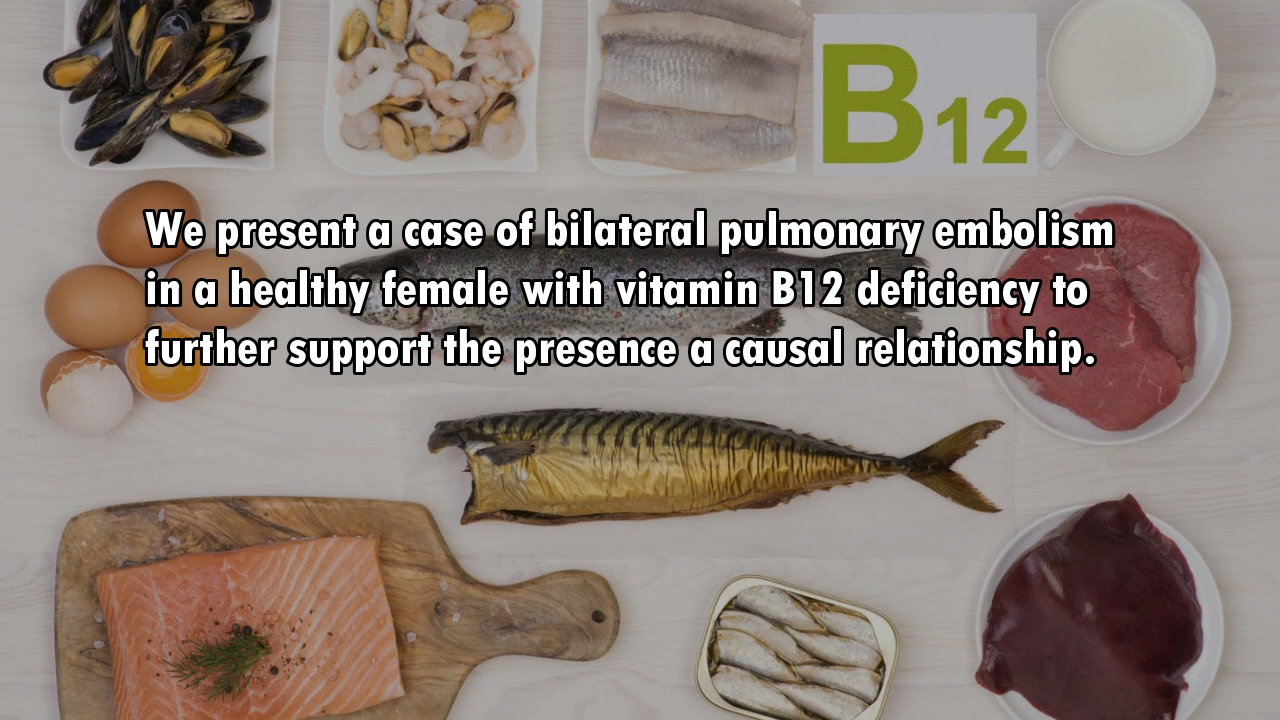 B12
We present a case of bilateral pulmonary embolism
in a healthy female with vitamin B12 deficiency to
further support the presence a causal relationship.